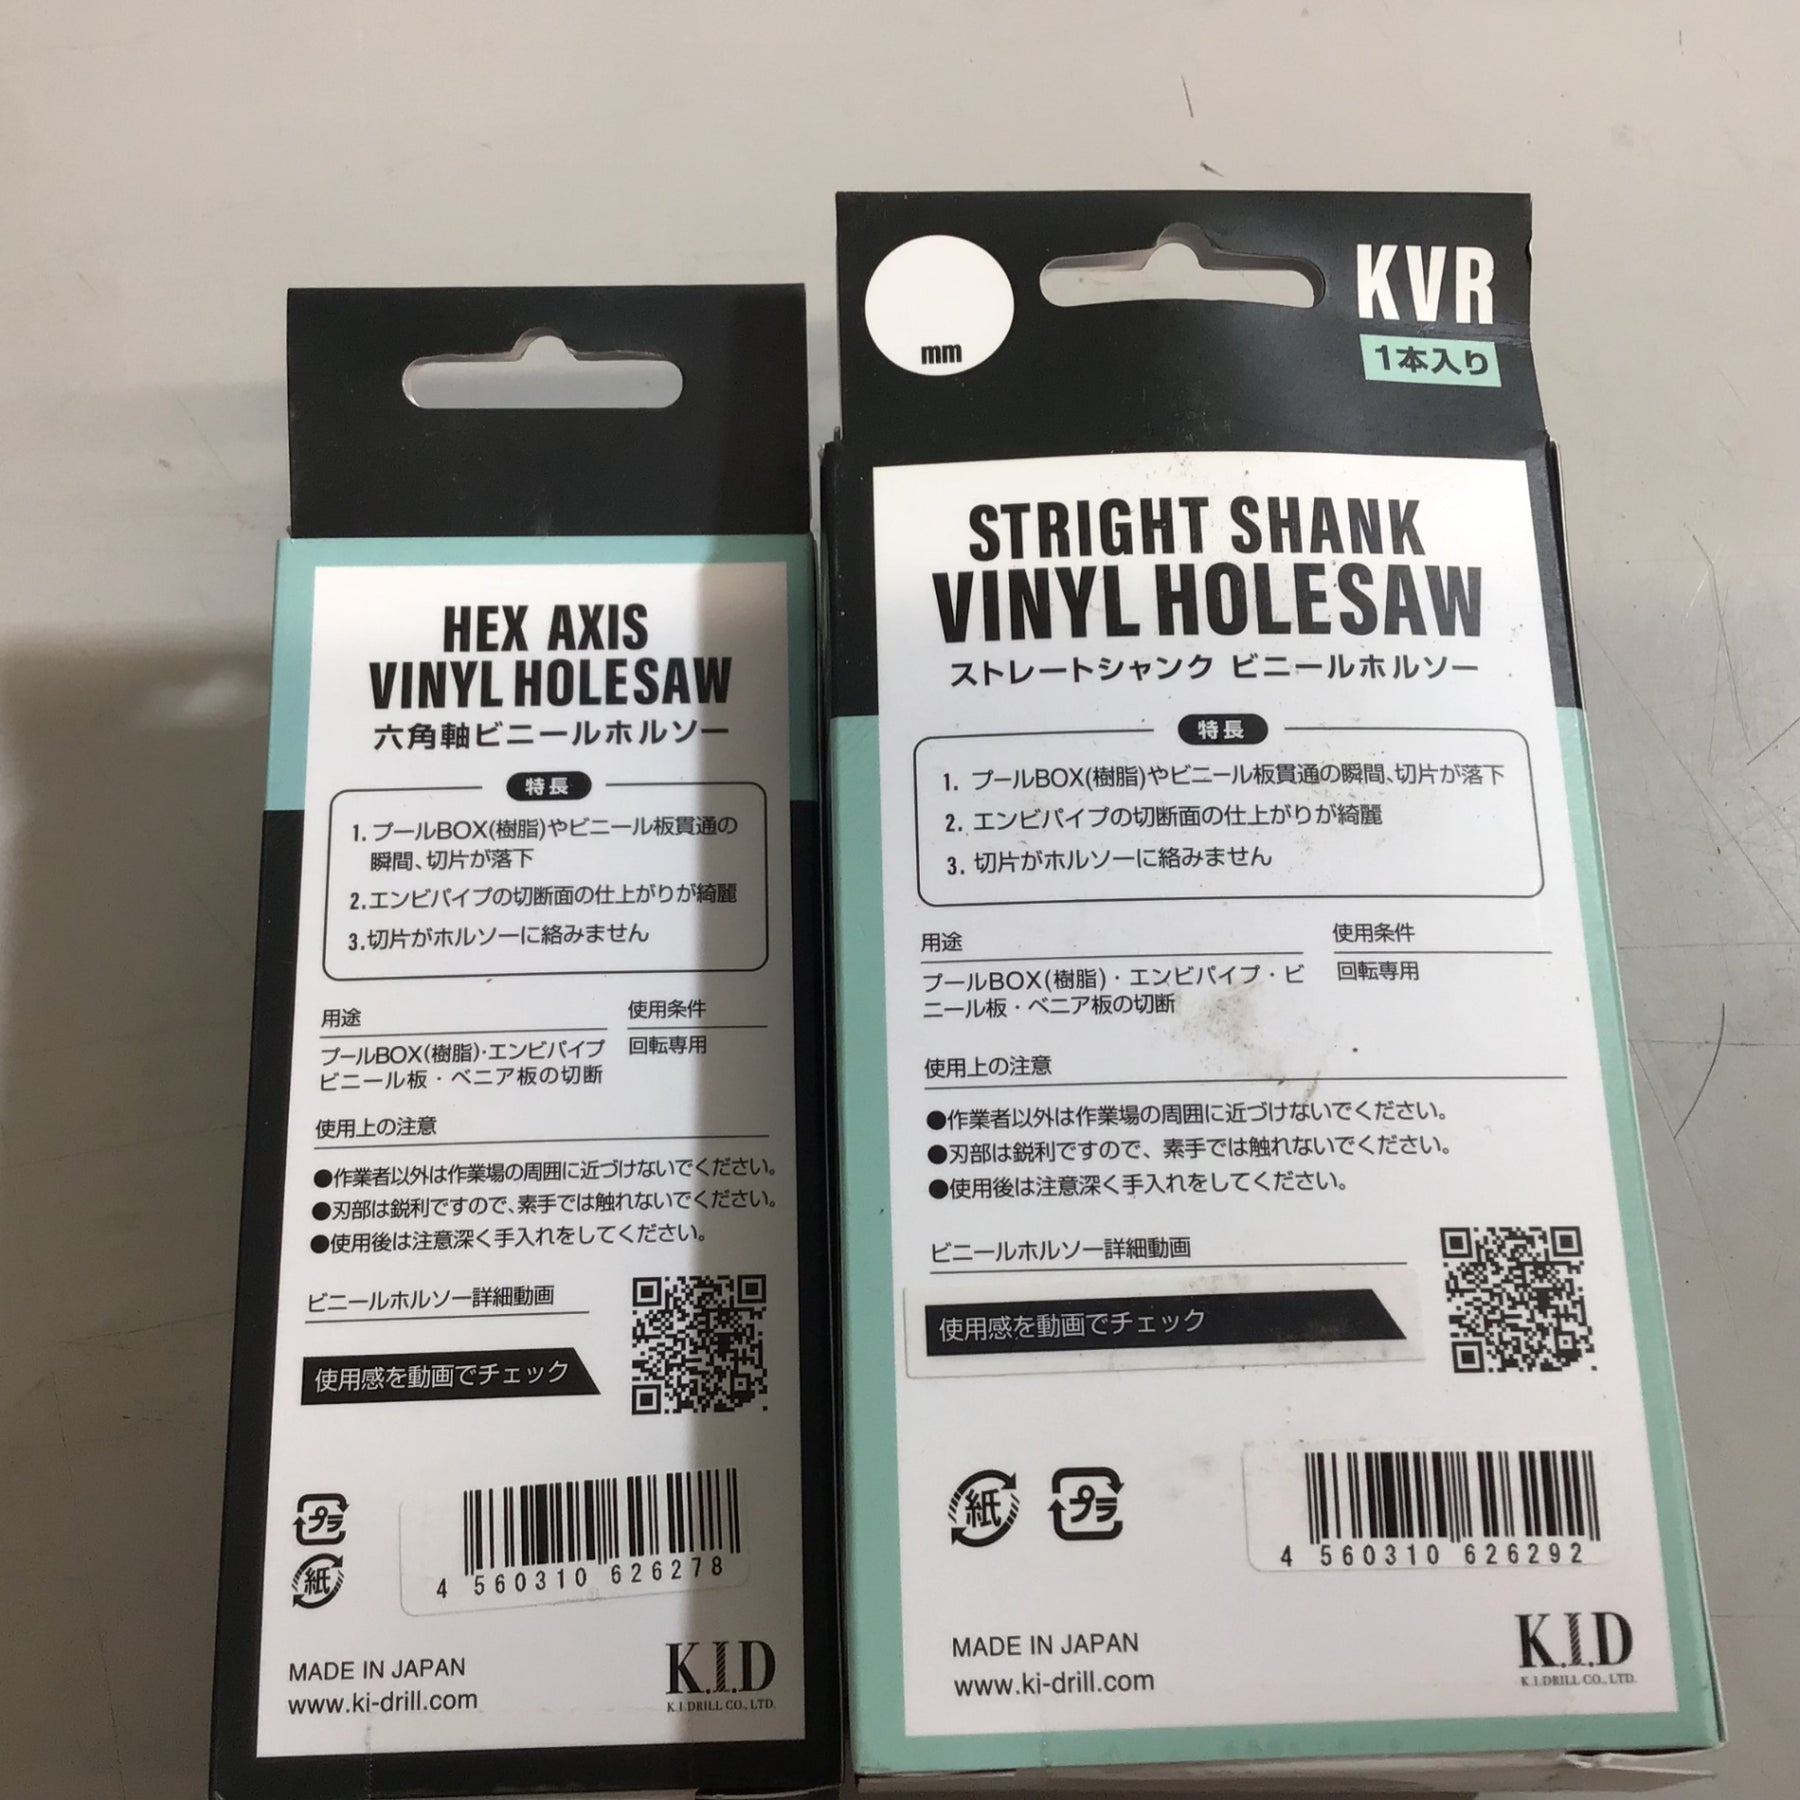 HEX AXIS
VINYL HOLESAW
六角軸ビニールホルソー
特長
1. プールBOX(樹脂)やビニール板貫通の
瞬間、切片が落下
2.エンビパイプの切断面の仕上がりが綺麗
3.切片がホルソーに絡みません
用途
プールBOX(樹脂)・エンビパイプ
ビニール板・ベニア板の切断
使用条件
回転専用
使用上の注意
●作業者以外は作業場の周囲に近づけないでください。
●刃部は鋭利ですので、素手では触れないでください。
●使用後は注意深く手入れをしてください。
ビニールホルソー詳細動画
使用感を動画でチェック
プラ
紙
4 560310 626278
MADE IN JAPAN
www.ki-drill.com
K.I.D
K.I.DRILL CO., LTD.
mm
KVR
1本入り
STRIGHT SHANK
VINYL HOLESAW
ストレートシャンク ビニールホルソー
特長
1. プールBOX(樹脂)やビニール板貫通の瞬間、切片が落下
2. エンビパイプの切断面の仕上がりが綺麗
3. 切片がホルソーに絡みません
用途
プールBOX(樹脂)・エンビパイプ・ビ
ニール板・ベニア板の切断
使用条件
回転専用
使用上の注意
●作業者以外は作業場の周囲に近づけないでください。
●刃部は鋭利ですので、素手では触れないでください。
●使用後は注意深く手入れをしてください。
ビニールホルソー詳細動画
使用感を動画でチェック
紙
プラ
4 560310 626292
MADE IN JAPAN
www.ki-drill.com
K.I.D
K.I.DRILL CO., LTD.